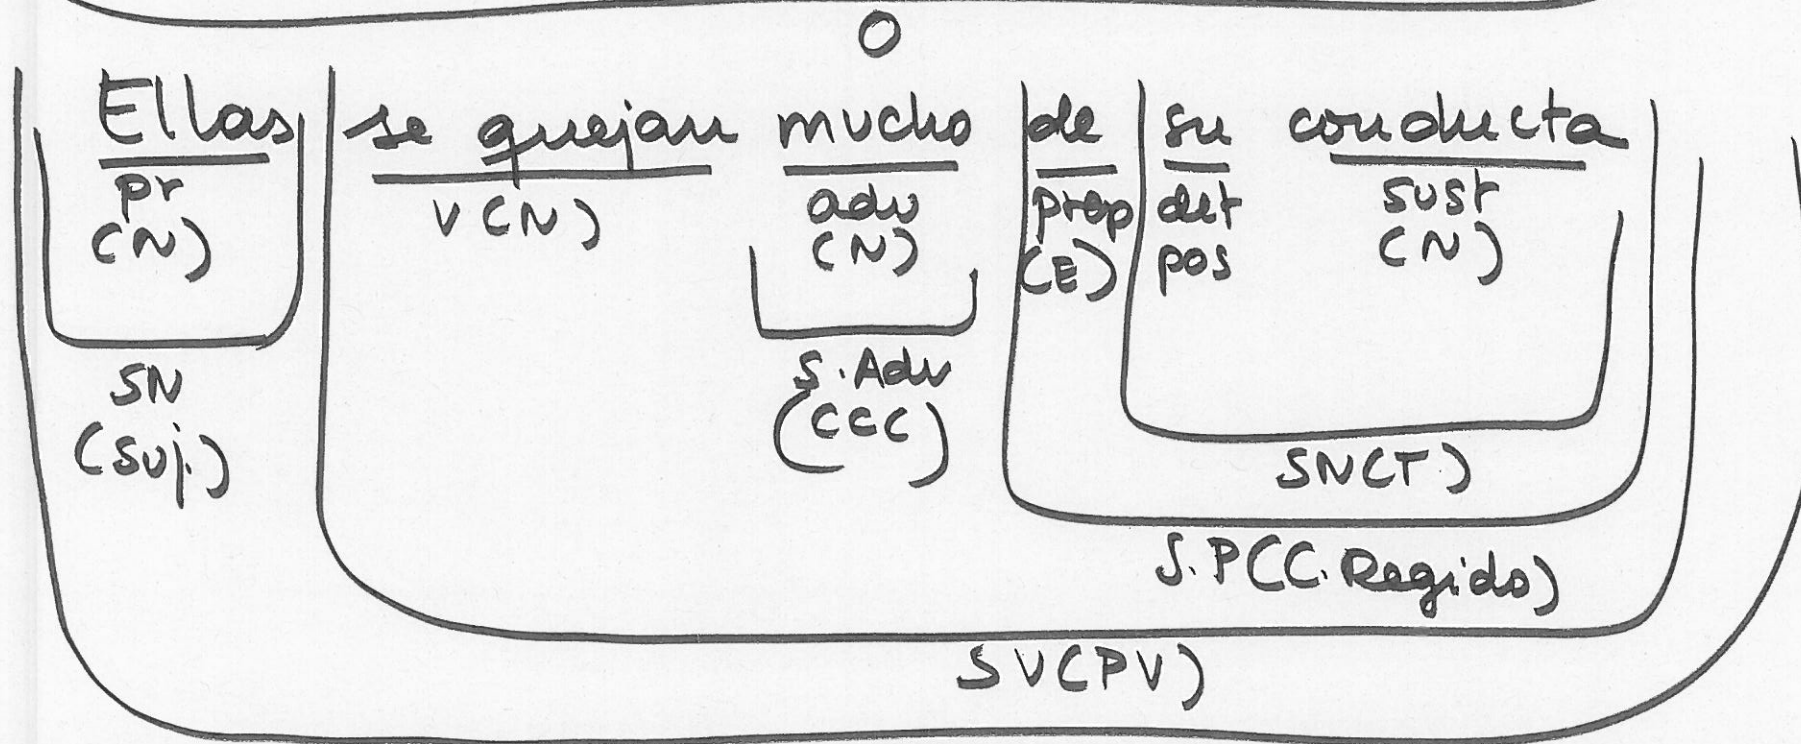 O
Ellas se quejan mucho de su conducta
pr V(N) adv prep det sust
(N) (N) (E) pos (N)
SN S.Adv
(Suj.) (CCC) SN(T)
S.P(C.Regido)
SV(PV)